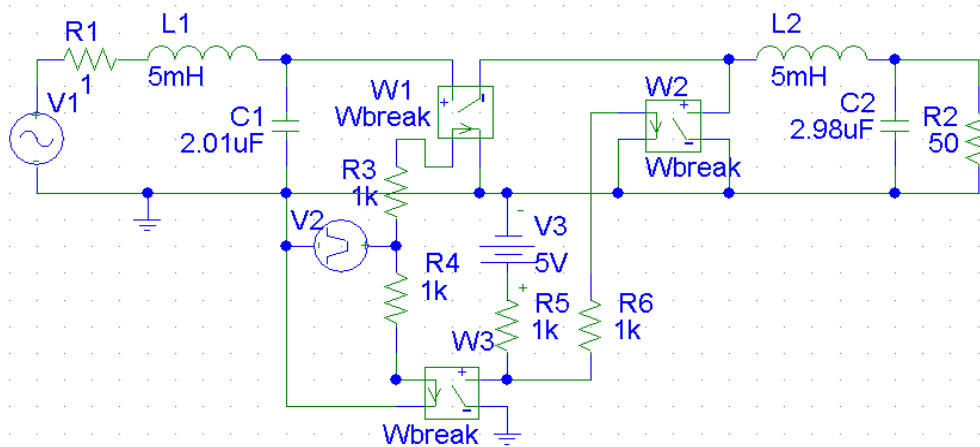 R1
1
L1
5mH
V1
C1
2.01uF
W1
Wbreak
+
-
L2
5mH
W2
+
-
Wbreak
C2
2.98uF
R2
50
R3
1k
V2
V3
-
5V
+
R4
1k
R5
1k
R6
1k
W3
+
-
Wbreak